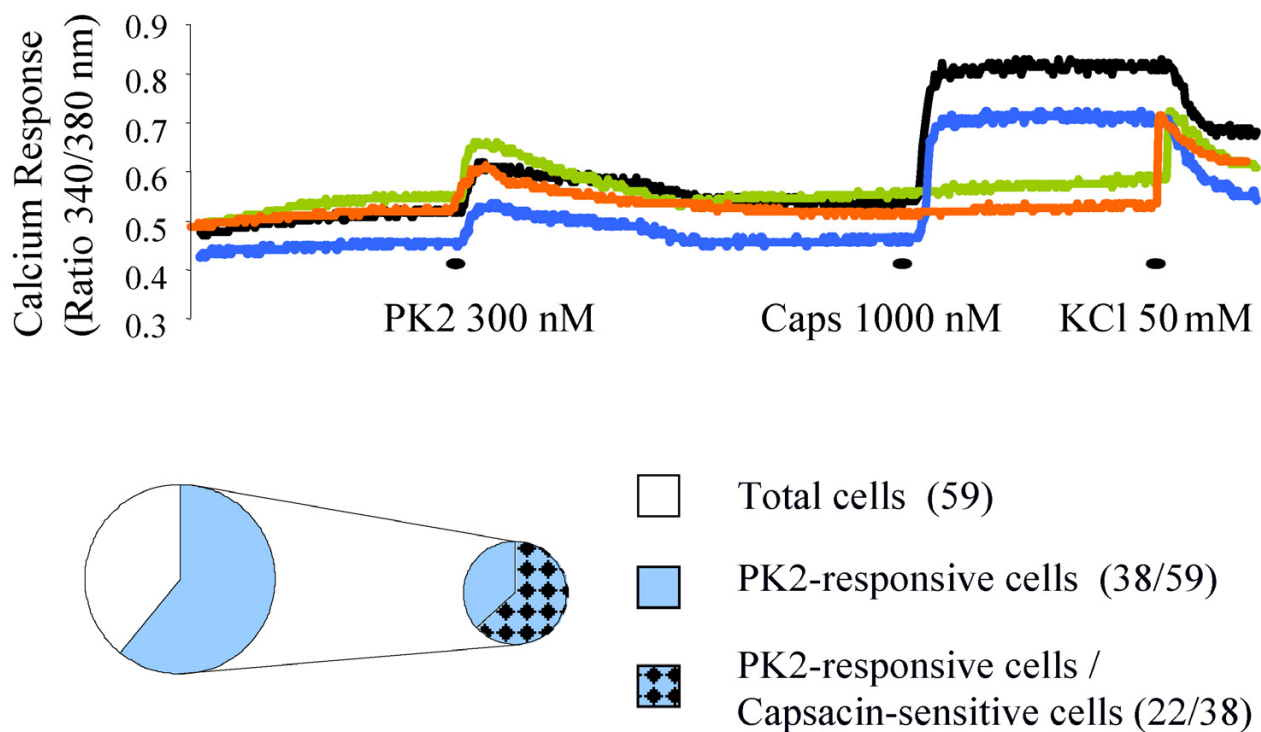 Calcium Response
(Ratio 340/380 nm)
0.9
0.8
0.7
0.6
0.5
0.4
0.3
PK2 300 nM
Caps 1000 nM
KCl 50 mM
Total cells (59)
PK2-responsive cells (38/59)
PK2-responsive cells /
Capsacin-sensitive cells (22/38)